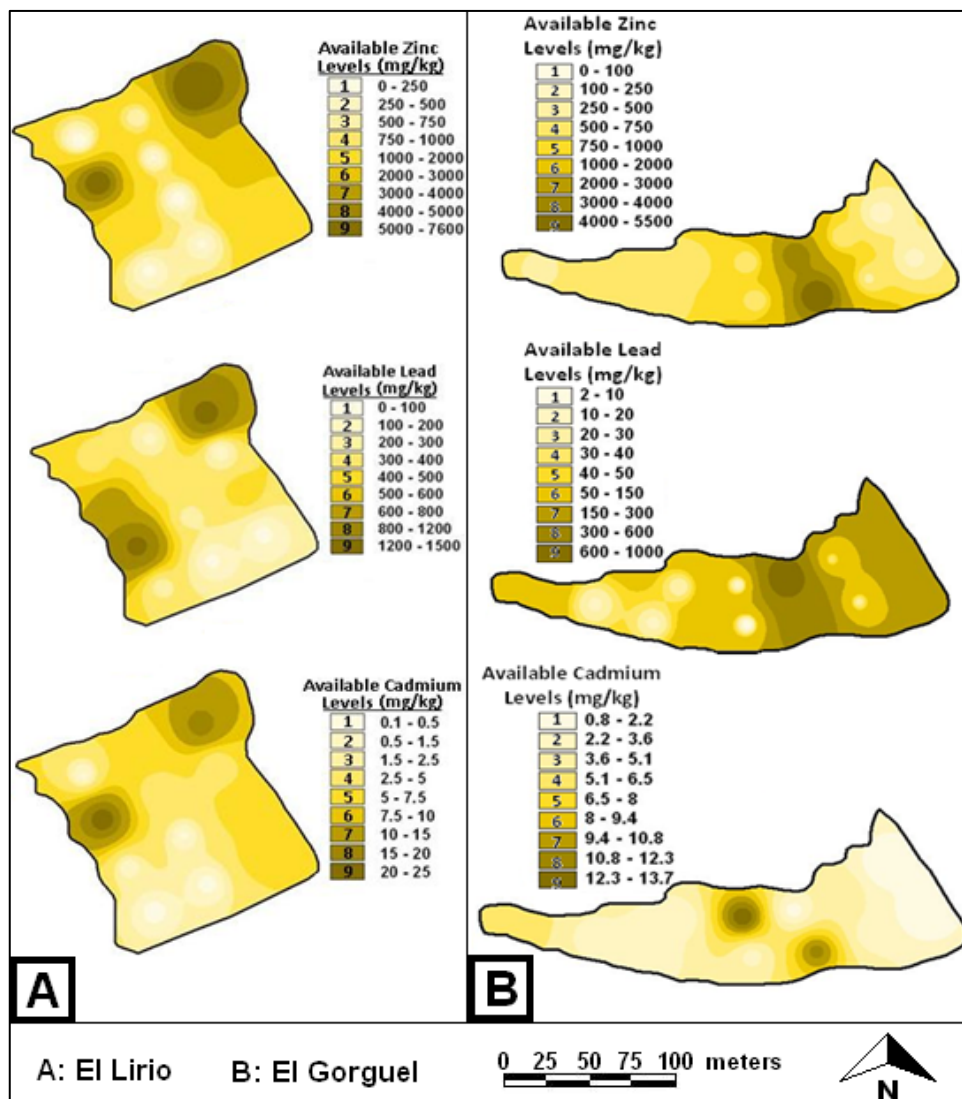 Available Zinc
Levels (mg/kg)
1 0 - 250
2 250 - 500
3 500 - 750
4 750 - 1000
5 1000 - 2000
6 2000 - 3000
7 3000 - 4000
8 4000 - 5000
9 5000 - 7600
Available Lead
Levels (mg/kg)
1 0 - 100
2 100 - 200
3 200 - 300
4 300 - 400
5 400 - 500
6 500 - 600
7 600 - 800
8 800 - 1200
9 1200 - 1500
Available Cadmium
Levels (mg/kg)
1 0.1 - 0.5
2 0.5 - 1.5
3 1.5 - 2.5
4 2.5 - 5
5 5 - 7.5
6 7.5 - 10
7 10 - 15
8 15 - 20
9 20 - 25
A
Available Zinc
Levels (mg/kg)
1 0 - 100
2 100 - 250
3 250 - 500
4 500 - 750
5 750 - 1000
6 1000 - 2000
7 2000 - 3000
8 3000 - 4000
9 4000 - 5500
Available Lead
Levels (mg/kg)
1 2 - 10
2 10 - 20
3 20 - 30
4 30 - 40
5 40 - 50
6 50 - 150
7 150 - 300
8 300 - 600
9 600 - 1000
Available Cadmium
Levels (mg/kg)
1 0.8 - 2.2
2 2.2 - 3.6
3 3.6 - 5.1
4 5.1 - 6.5
5 6.5 - 8
6 8 - 9.4
7 9.4 - 10.8
8 10.8 - 12.3
9 12.3 - 13.7
B
A: El Lirio B: El Gorguel
0 25 50 75 100 meters
N